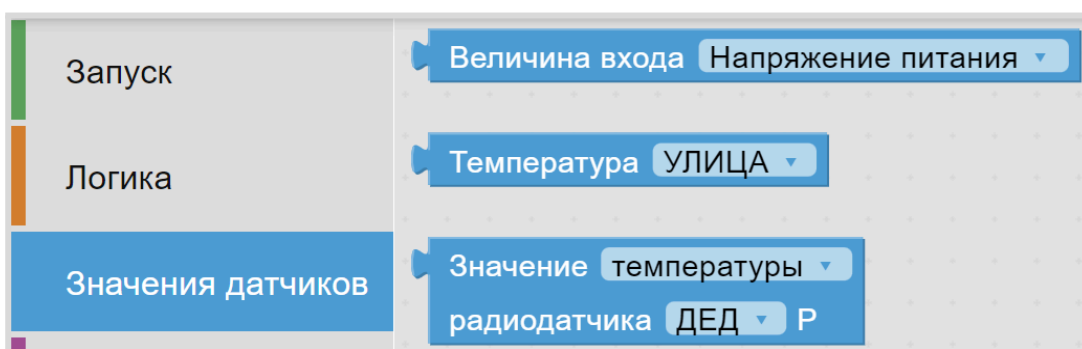 Запуск
Логика
Значения датчиков
Величина входа Напряжение питания
Температура УЛИЦА
Значение температуры
радиодатчика ДЕД Р